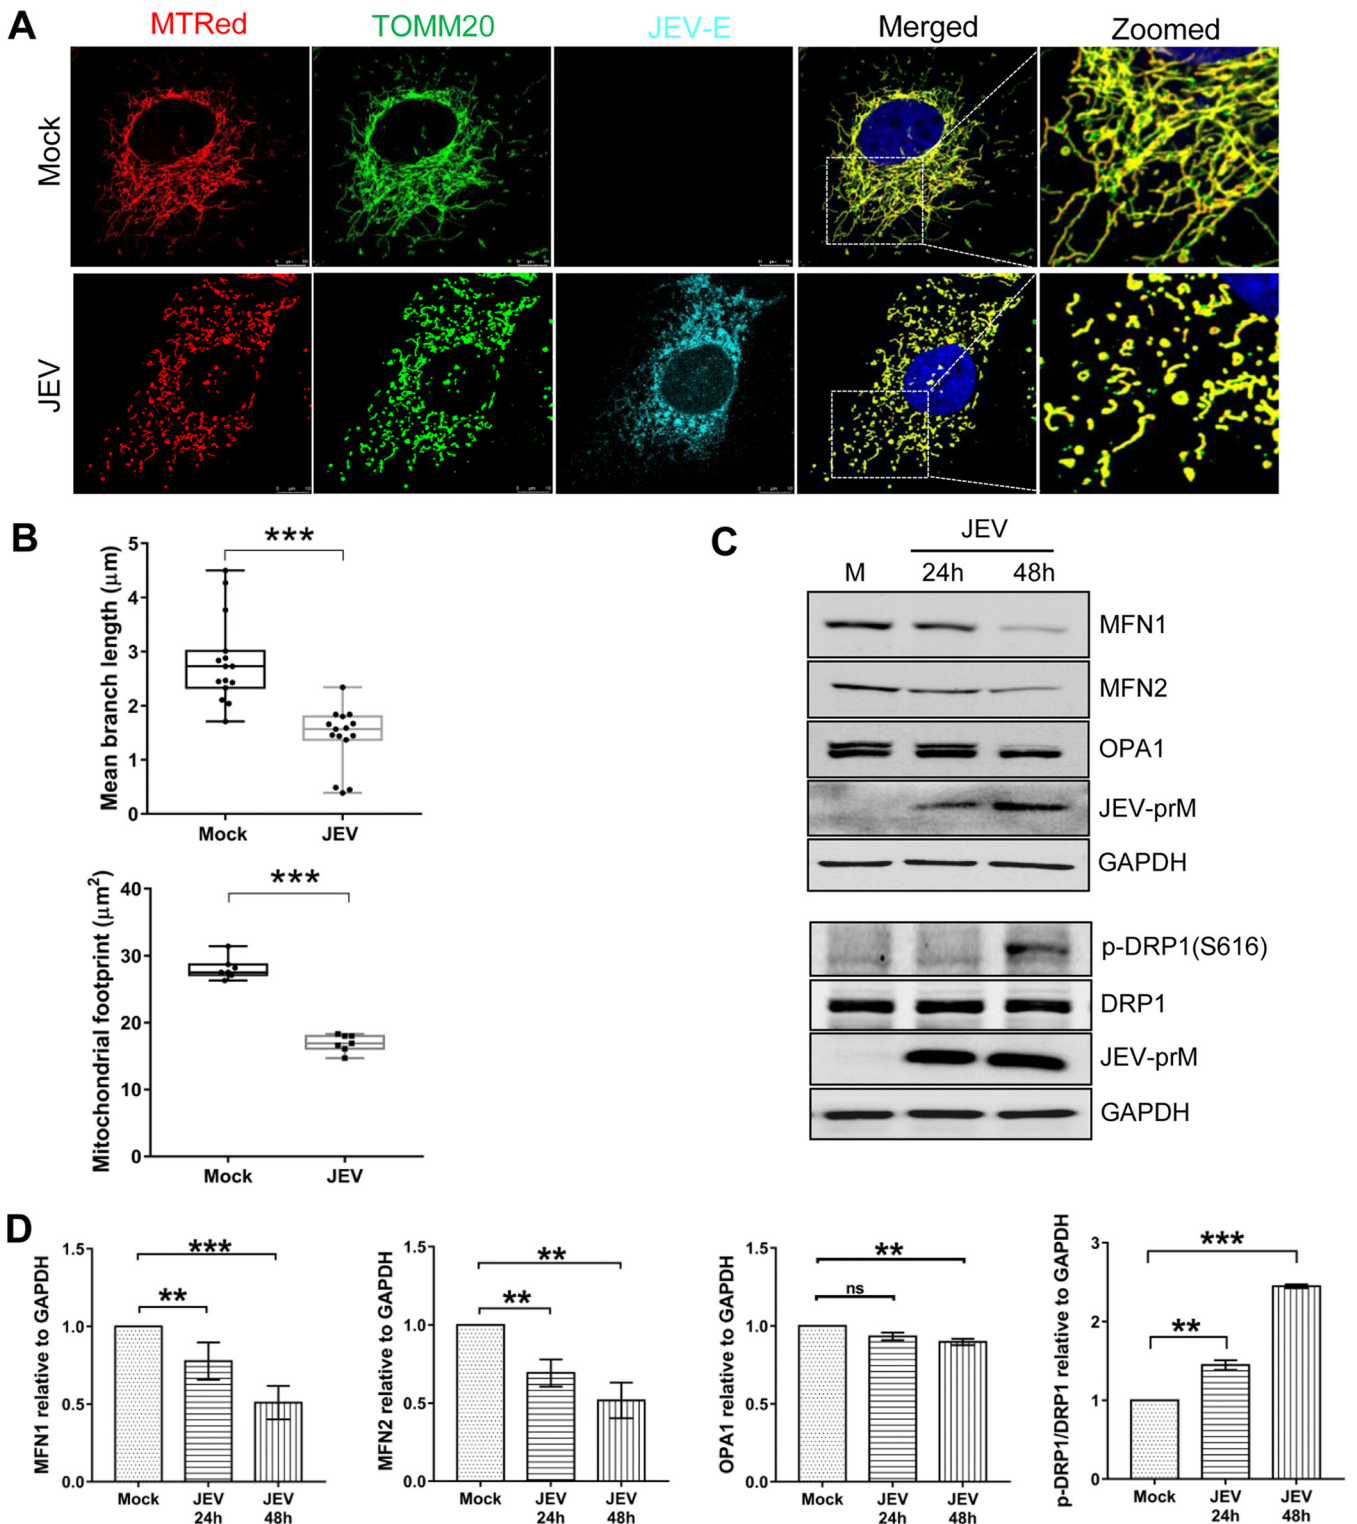 A
MTRed TOMM20 JEV-E Merged Zoomed
Mock
JEV
B
***
Mean branch length (μm)
5
4
3
2
1
0
Mock JEV
***
Mitochondrial footprint (μm²)
40
30
20
10
0
Mock JEV
C
JEV
M 24h 48h
MFN1
MFN2
OPA1
JEV-prM
GAPDH
p-DRP1(S616)
DRP1
JEV-prM
GAPDH
D
MFN1 relative to GAPDH
1.5
1.0
0.5
0.0
***
**
Mock JEV JEV
24h 48h
MFN2 relative to GAPDH
1.5
1.0
0.5
0.0
**
**
Mock JEV JEV
24h 48h
OPA1 relative to GAPDH
1.5
1.0
0.5
0.0
**
ns
Mock JEV JEV
24h 48h
p-DRP1/DRP1 relative to GAPDH
3
2
1
0
***
**
Mock JEV JEV
24h 48h